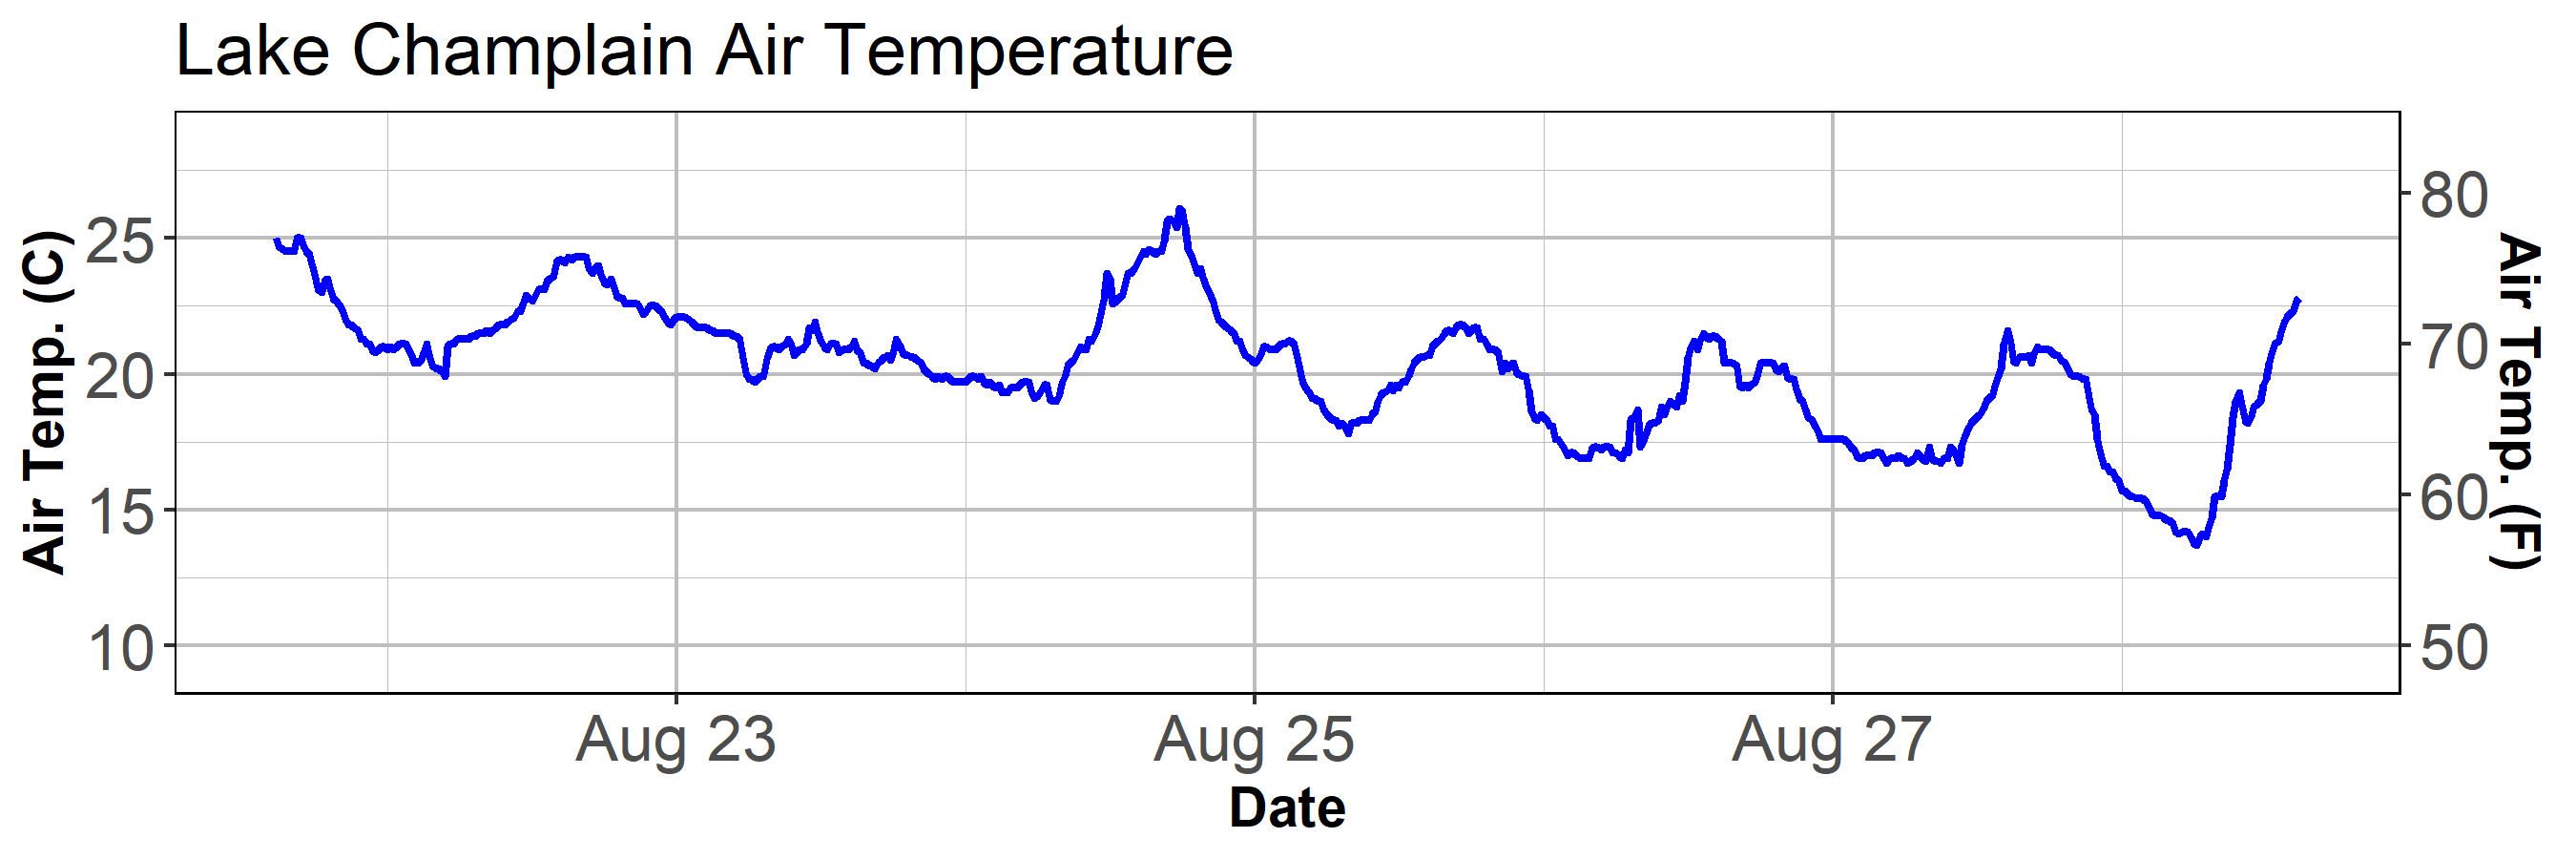 Lake Champlain Air Temperature
Air Temp. (C)
25
20
15
10
80
70
60
50
Air Temp. (F)
Aug 23
Aug 25
Aug 27
Date